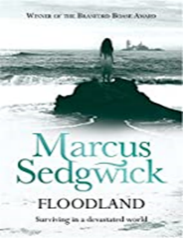 WINNER OF THE BRANFORD BOASE AWARD
Marcus
Sedgwick
FLOODLAND
Surviving in a devastated world